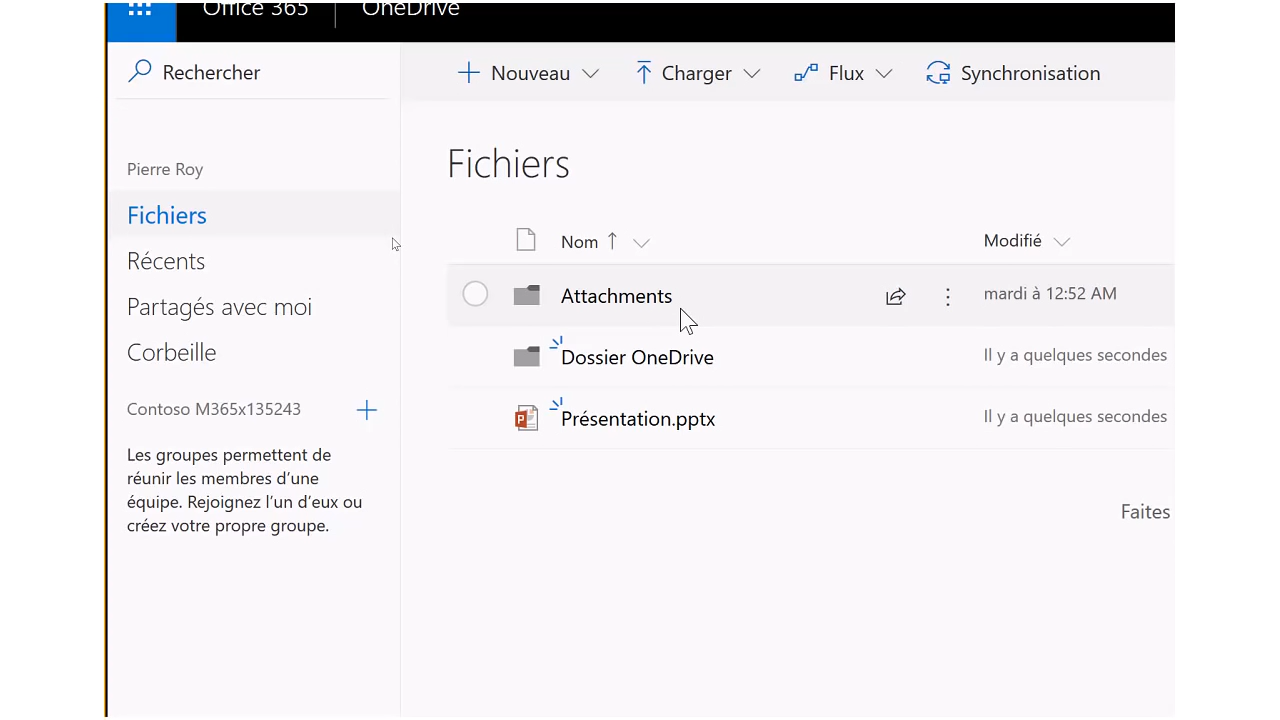 Office 365 OneDrive
Rechercher
Nouveau Charger Flux Synchronisation
Fichiers
Pierre Roy
Fichiers
Récents
Partagés avec moi
Corbeille
Contoso M365x135243
Les groupes permettent de
réunir les membres d’une
équipe. Rejoignez l’un d’eux ou
créez votre propre groupe.
Nom Modifié
Attachments mardi à 12:52 AM
Dossier OneDrive Il y a quelques secondes
Présentation.pptx Il y a quelques secondes
Faites